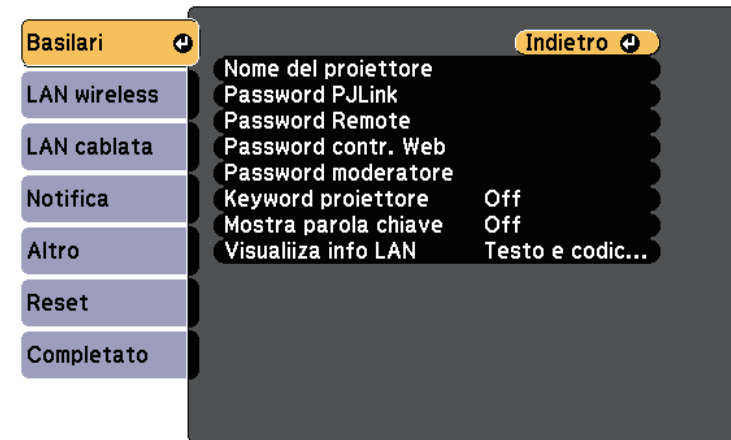 Basilari
LAN wireless
LAN cablata
Notifica
Altro
Reset
Completato
Indietro
Nome del proiettore
Password PJLink
Password Remote
Password contr. Web
Password moderatore
Keyword proiettore Off
Mostra parola chiave Off
Visualiiza info LAN Testo e codic...